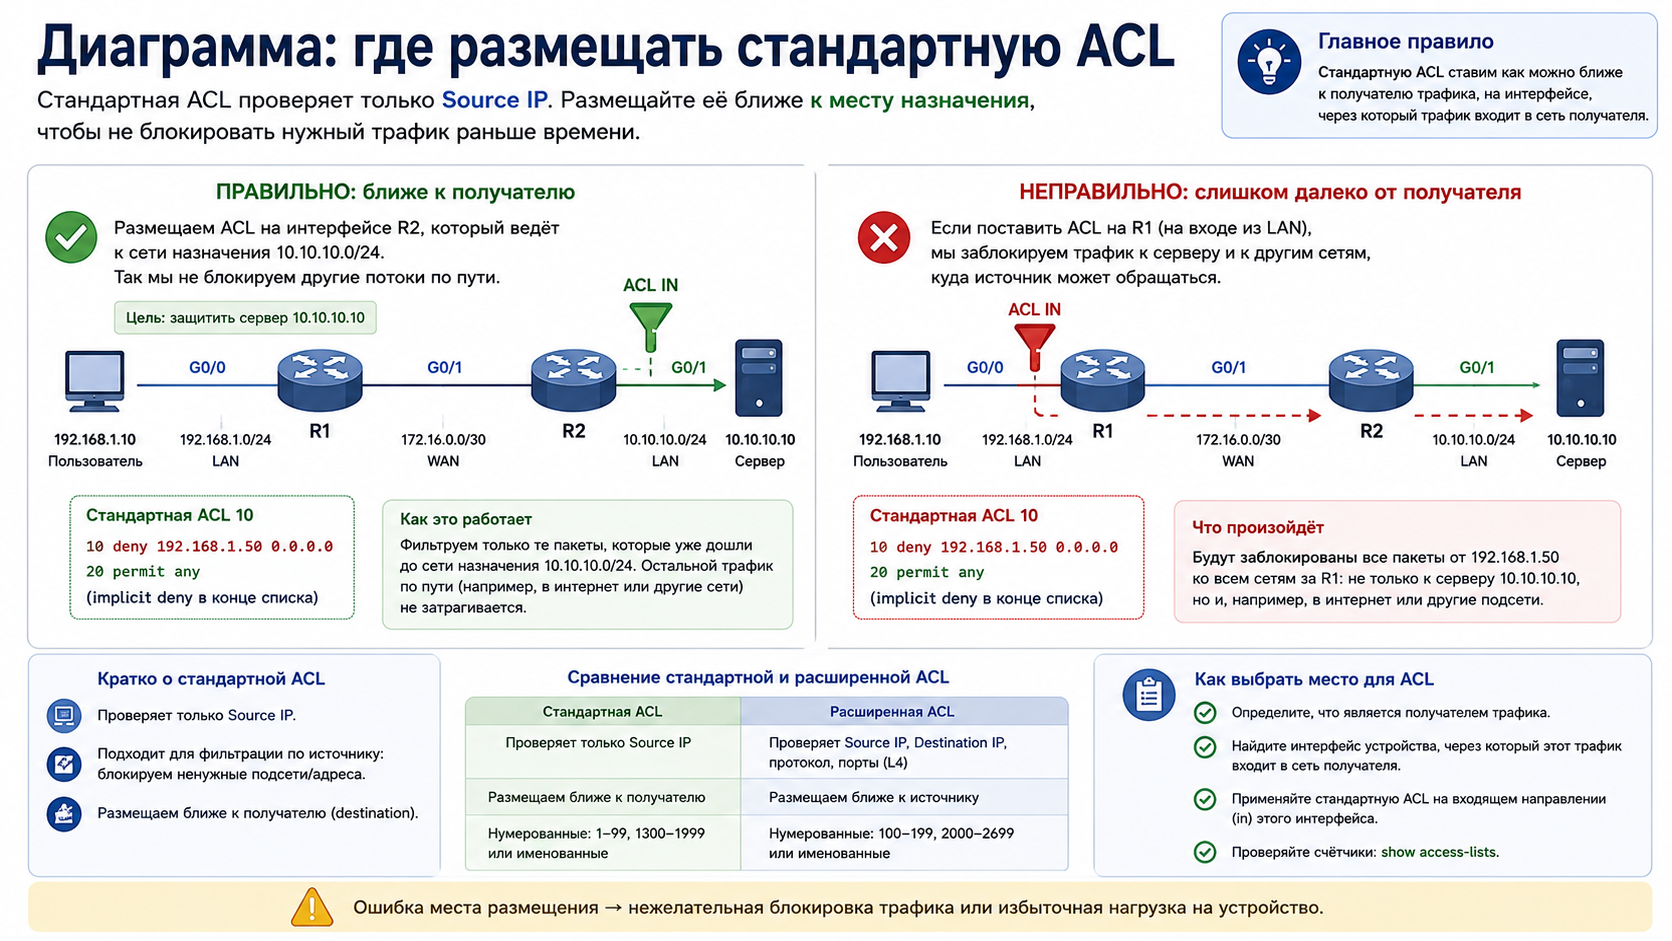 Диаграмма: где размещать стандартную ACL
Стандартная ACL проверяет только Source IP. Размещайте её ближе к месту назначения,
чтобы не блокировать нужный трафик раньше времени.
Главное правило
Стандартную ACL ставим как можно ближе
к получателю трафика, на интерфейсе,
через который трафик входит в сеть получателя.
ПРАВИЛЬНО: ближе к получателю
Размещаем ACL на интерфейсе R2, который ведёт
к сети назначения 10.10.10.0/24.
Так мы не блокируем другие потоки по пути.
Цель: защитить сервер 10.10.10.10
ACL IN
G0/0
G0/1
G0/1
R1
R2
192.168.1.10
Пользователь
192.168.1.0/24
LAN
172.16.0.0/30
WAN
10.10.10.0/24
LAN
10.10.10.10
Сервер
Стандартная ACL 10
10 deny 192.168.1.50 0.0.0.0
20 permit any
(implicit deny в конце списка)
Как это работает
Фильтруем только те пакеты, которые уже дошли
до сети назначения 10.10.10.0/24. Остальной трафик
по пути (например, в интернет или другие сети)
не затрагивается.
НЕПРАВИЛЬНО: слишком далеко от получателя
Если поставить ACL на R1 (на входе из LAN),
мы заблокируем трафик к серверу и к другим сетям,
куда источник может обращаться.
ACL IN
G0/0
G0/1
G0/1
R1
R2
192.168.1.10
Пользователь
192.168.1.0/24
LAN
172.16.0.0/30
WAN
10.10.10.0/24
LAN
10.10.10.10
Сервер
Стандартная ACL 10
10 deny 192.168.1.50 0.0.0.0
20 permit any
(implicit deny в конце списка)
Что произойдёт
Будут заблокированы все пакеты от 192.168.1.50
ко всем сетям за R1: не только к серверу 10.10.10.10,
но и, например, в интернет или другие подсети.
Кратко о стандартной ACL
Проверяет только Source IP.
Подходит для фильтрации по источнику:
блокируем ненужные подсети/адреса.
Размещаем ближе к получателю (destination).
Сравнение стандартной и расширенной ACL
Стандартная ACL
Расширенная ACL
Проверяет только Source IP
Проверяет Source IP, Destination IP,
протокол, порты (L4)
Размещаем ближе к получателю
Размещаем ближе к источнику
Нумерованные: 1–99, 1300–1999
или именованные
Нумерованные: 100–199, 2000–2699
или именованные
Как выбрать место для ACL
Определите, что является получателем трафика.
Найдите интерфейс устройства, через который этот трафик
входит в сеть получателя.
Применяйте стандартную ACL на входящем направлении
(in) этого интерфейса.
Проверяйте счётчики: show access-lists.
Ошибка места размещения → нежелательная блокировка трафика или избыточная нагрузка на устройство.